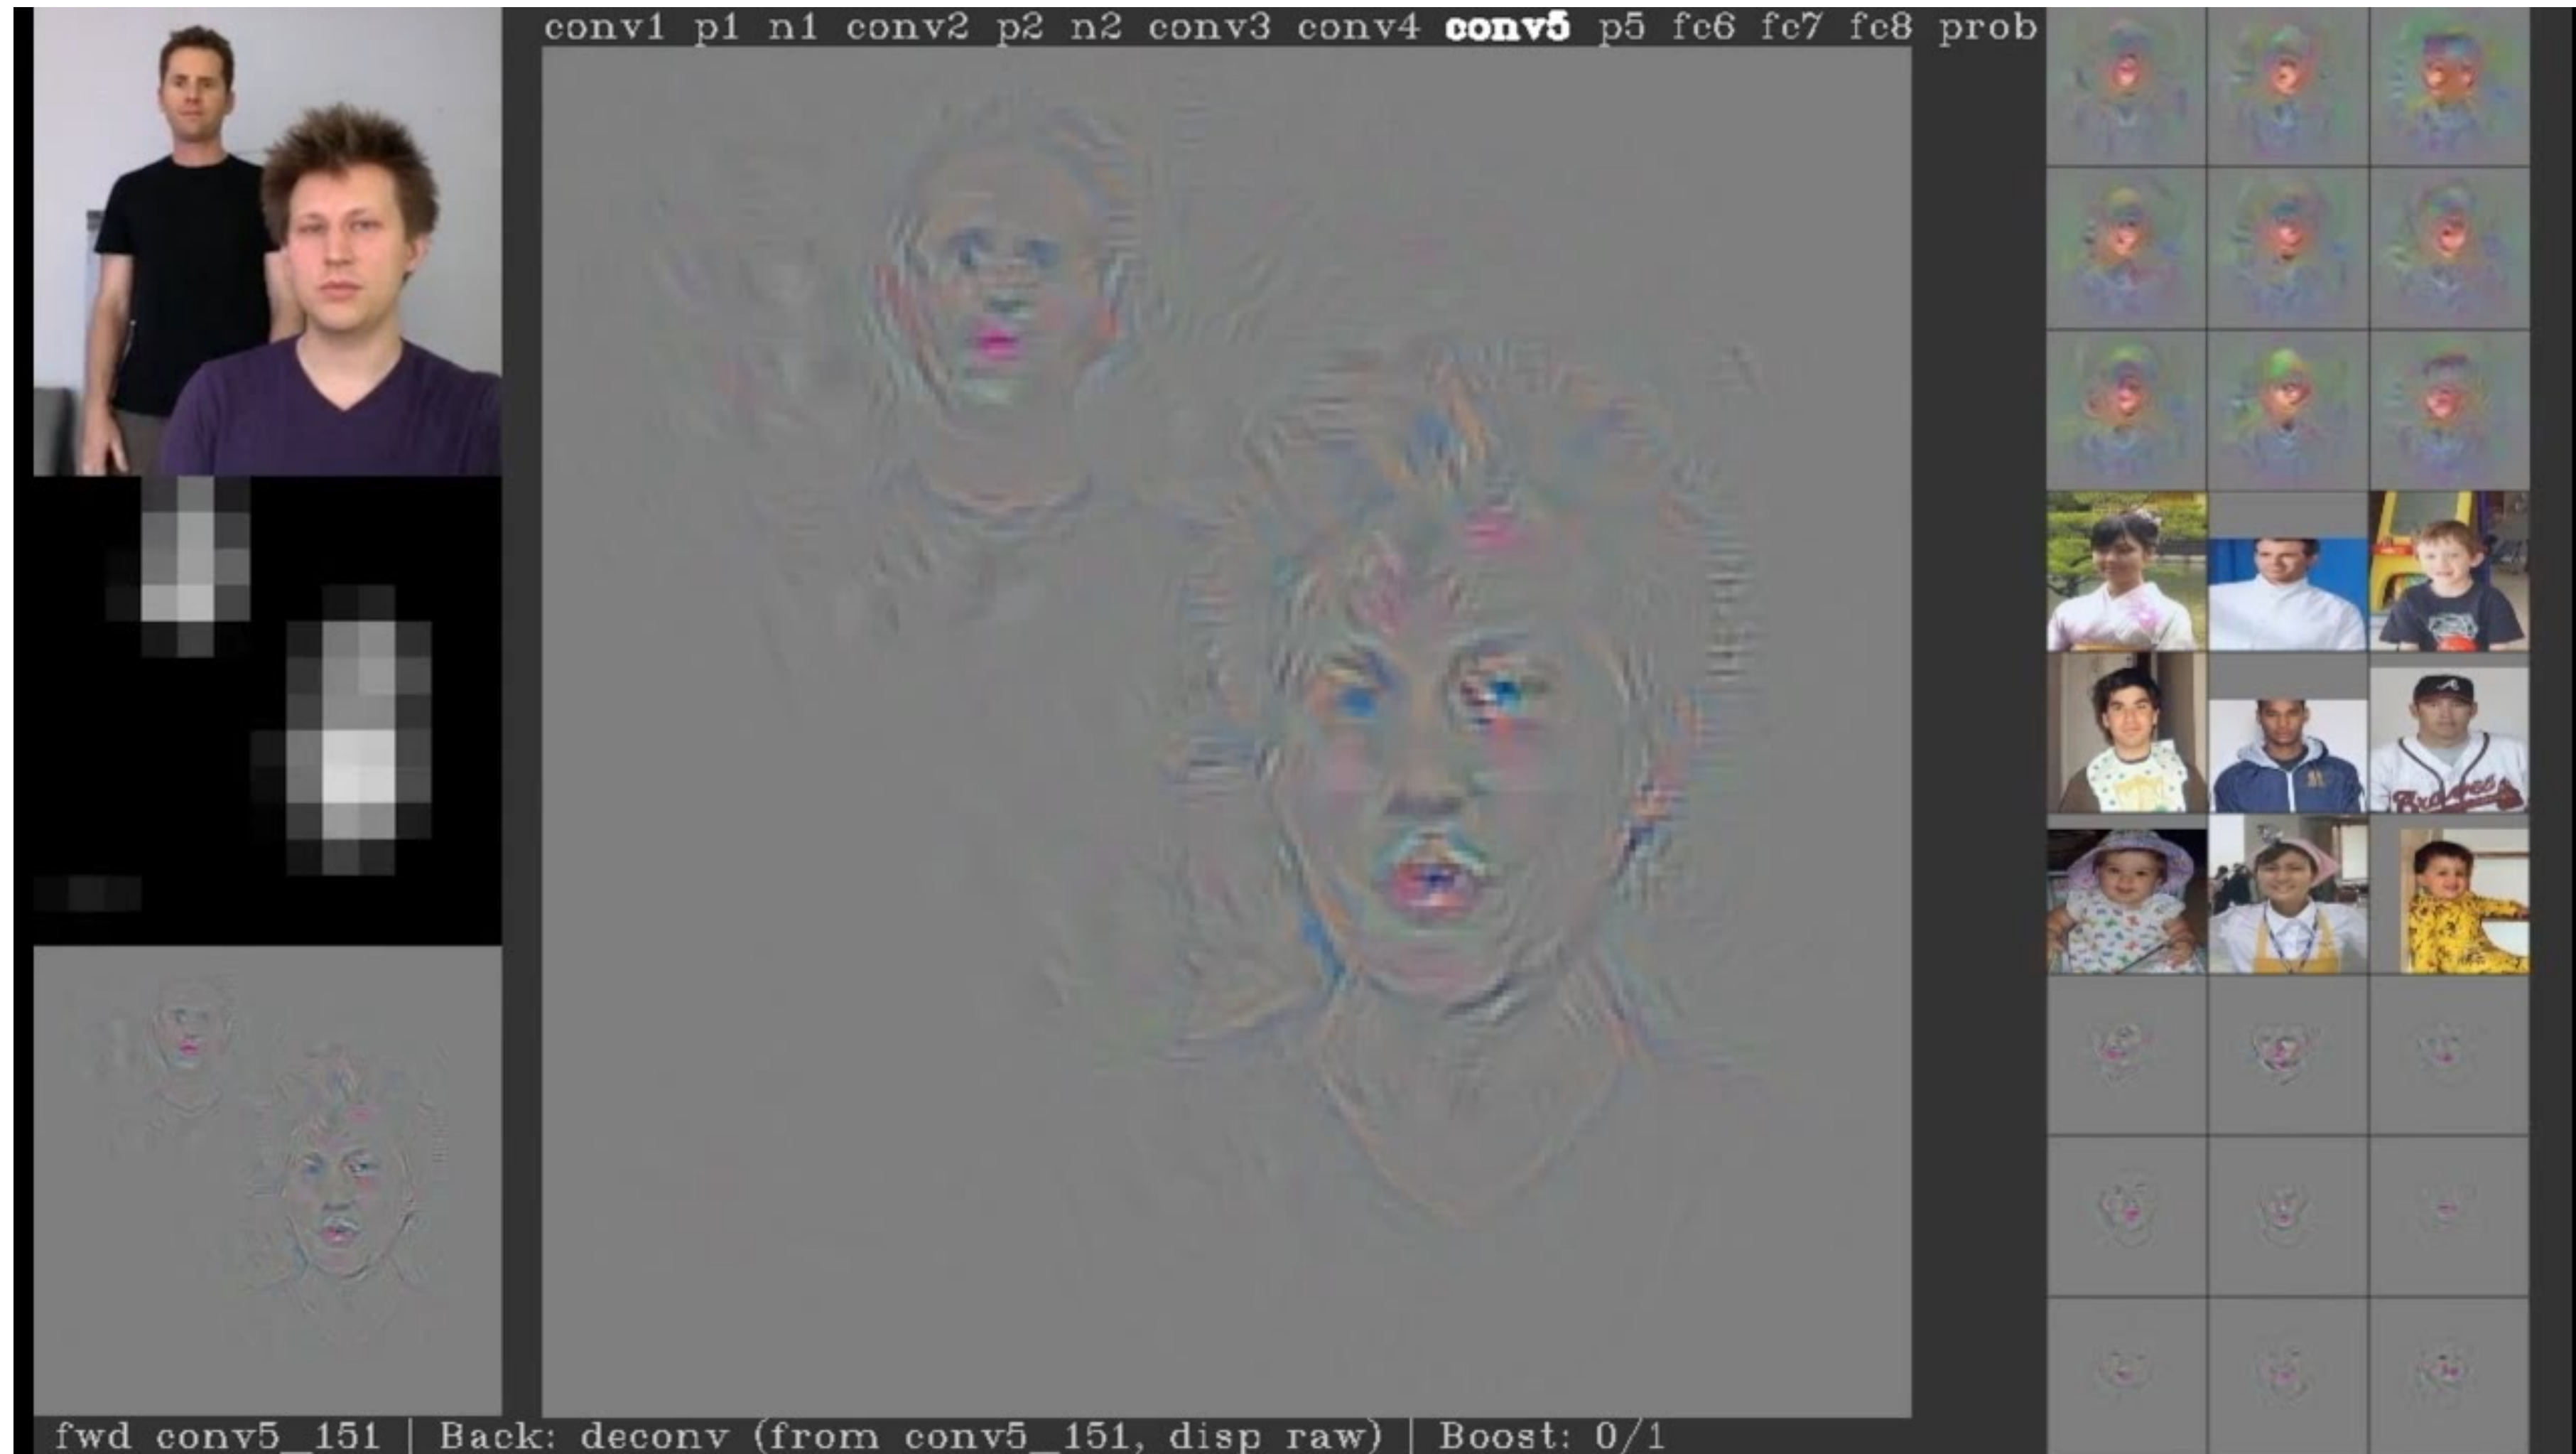 conv1 p1 n1 conv2 p2 n2 conv3 conv4 conv5 p5 fc6 fc7 fc8 prob
A
Braves
fwd conv5_151 | Back: deconv (from conv5_151, disp raw) | Boost: 0/1